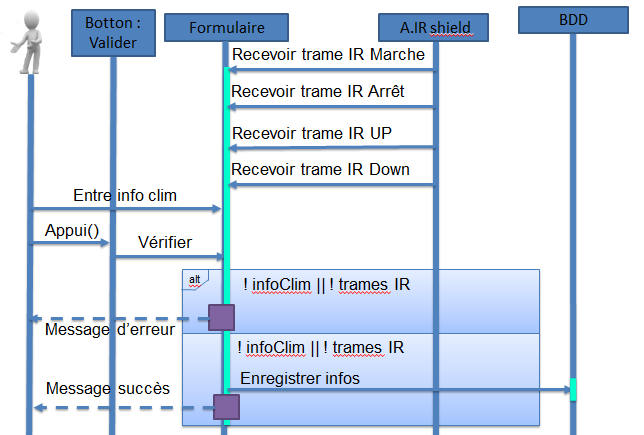 Botton :
Valider
Formulaire
A.IR shield
BDD
Recevoir trame IR Marche
Recevoir trame IR Arrêt
Recevoir trame IR UP
Recevoir trame IR Down
Entre info clim
Appui()
Vérifier
alt
! infoClim || ! trames IR
Message d'erreur
! infoClim || ! trames IR
Enregistrer infos
Message succès